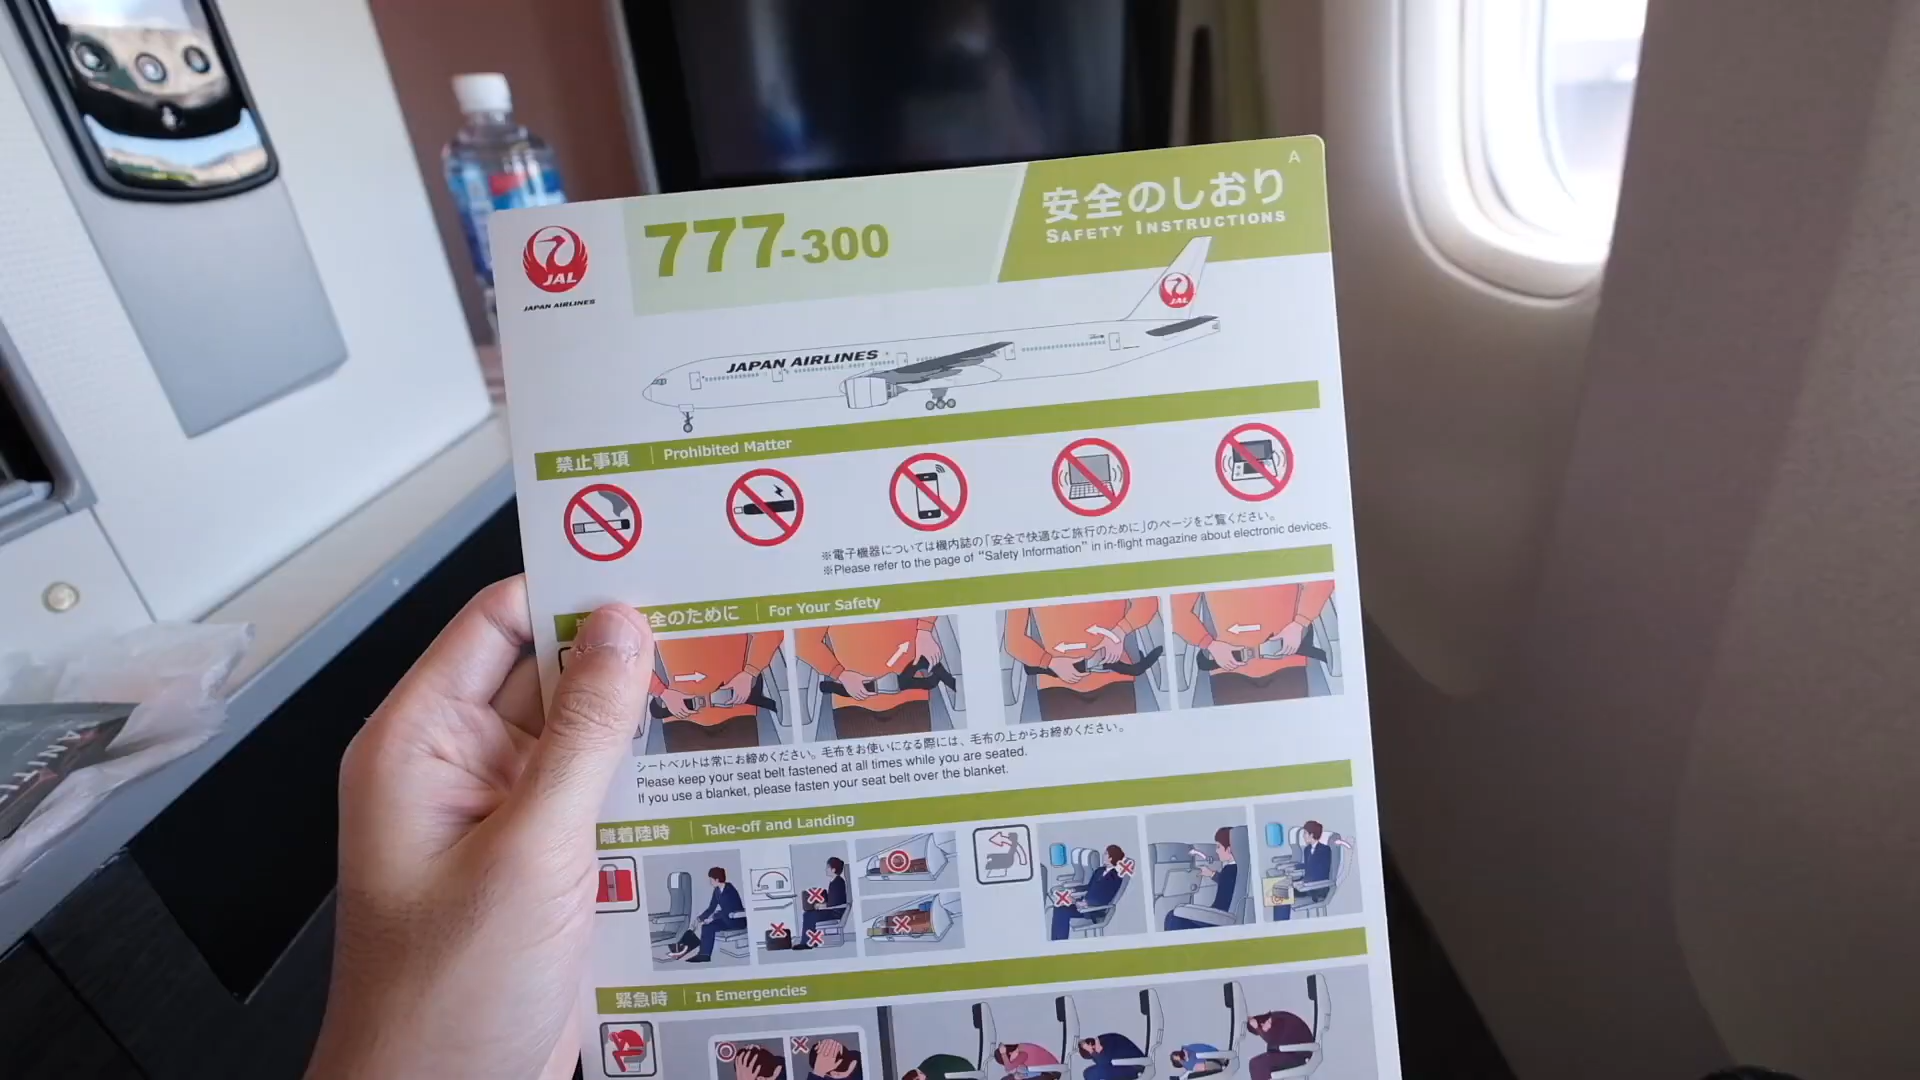 A
安全のしおり
SAFETY INSTRUCTIONS
777-300
JAL
JAPAN AIRLINES
JAL
JAPAN AIRLINES
禁止事項 Prohibited Matter
※電子機器については機内誌の「安全で快適なご旅行のために」のページをご覧ください。
※Please refer to the page of "Safety Information" in in-flight magazine about electronic devices.
全のために For Your Safety
シートベルトは常にお締めください。毛布をお使いになる際には、毛布の上からお締めください。
Please keep your seat belt fastened at all times while you are seated.
If you use a blanket, please fasten your seat belt over the blanket.
離着陸時 Take-off and Landing
緊急時 In Emergencies